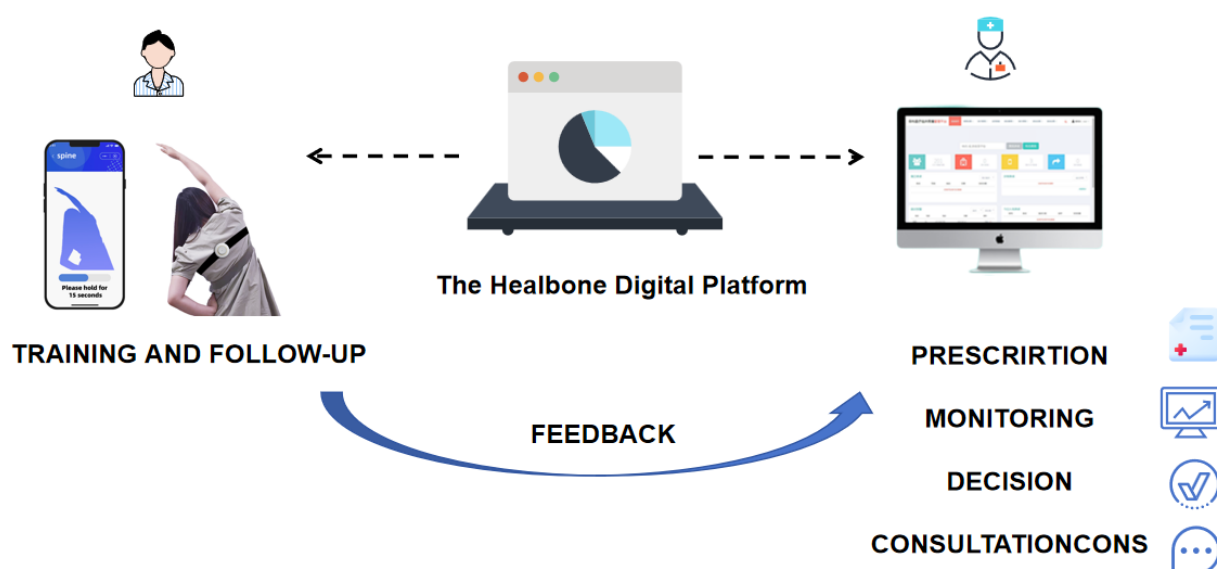 spine
Please hold for
15 seconds
The Healbone Digital Platform
TRAINING AND FOLLOW-UP
FEEDBACK
PRESCRIRTION
MONITORING
DECISION
CONSULTATIONCONS